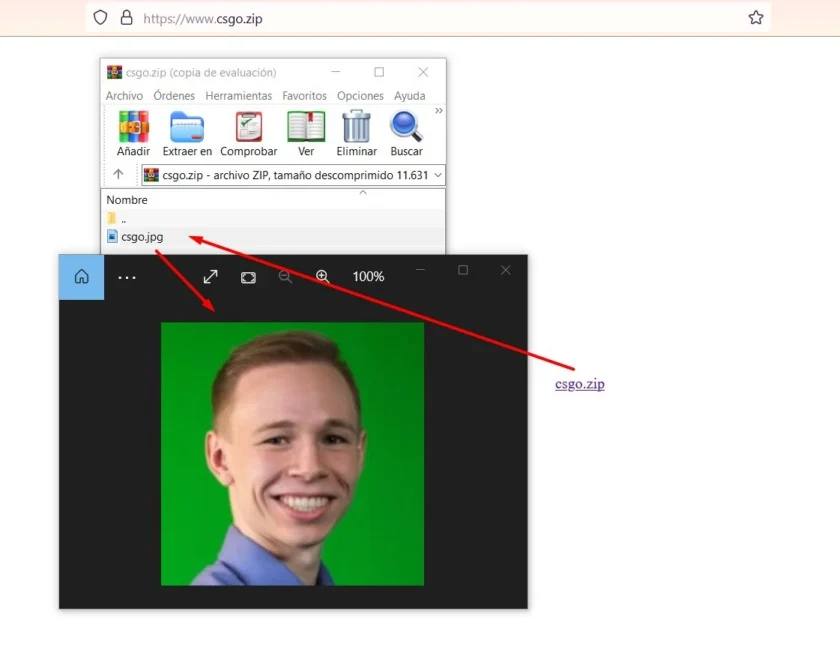 https://www.csgo.zip
csgo.zip (copia de evaluación)
Archivo Órdenes Herramientas Favoritos Opciones Ayuda
Añadir Extraer en Comprobar Ver Eliminar Buscar
csgo.zip - archivo ZIP, tamaño descomprimido 11.631
Nombre
..
csgo.jpg
100%
csgo.zip